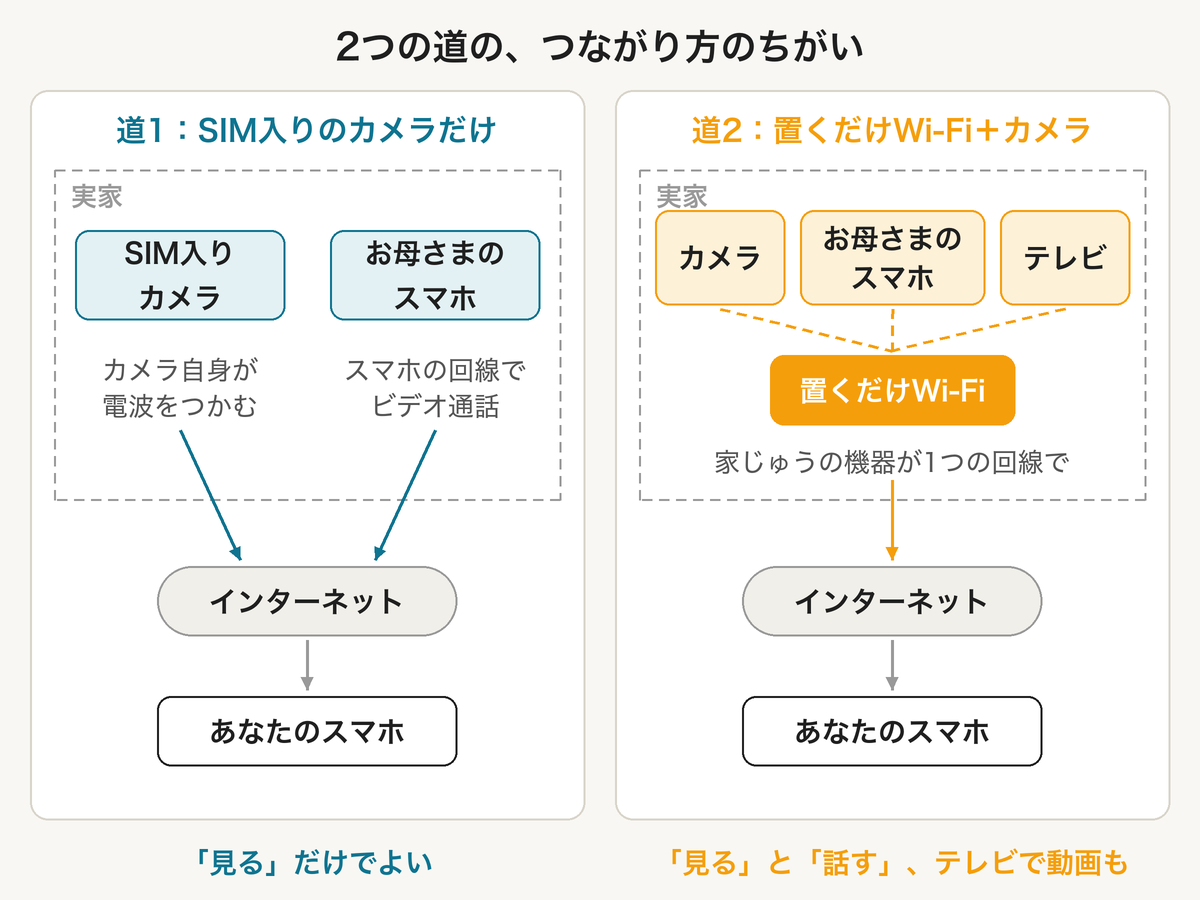 2つの道の、つながり方のちがい
道1：SIM入りのカメラだけ
実家
SIM入り
カメラ
お母さまの
スマホ
カメラ自身が
電波をつかむ
スマホの回線で
ビデオ通話
インターネット
あなたのスマホ
「見る」だけでよい
道2：置くだけWi-Fi＋カメラ
実家
カメラ
お母さまの
スマホ
テレビ
置くだけWi-Fi
家じゅうの機器が1つの回線で
インターネット
あなたのスマホ
「見る」と「話す」、テレビで動画も